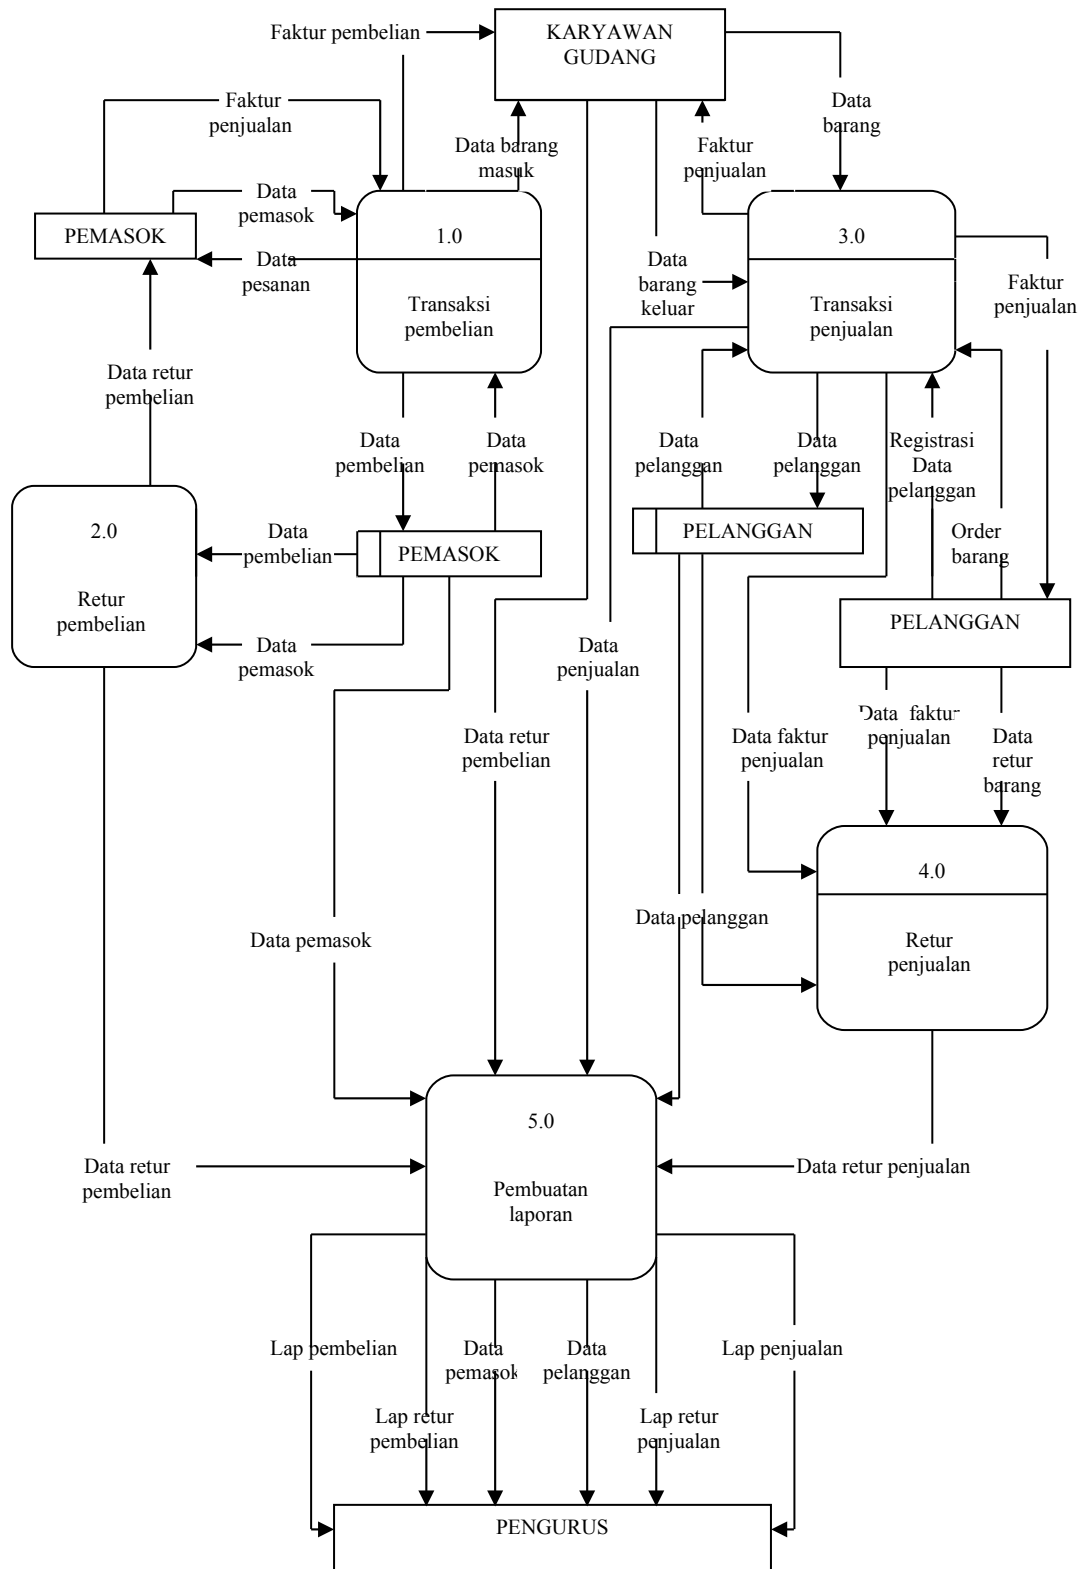 Faktur pembelian
KARYAWAN
GUDANG
Faktur
penjualan
Data
barang
Data barang
masuk
Faktur
penjualan
Data
pemasok
PEMASOK
1.0
3.0
Data
pesanan
Data
barang
keluar
Faktur
penjualan
Transaksi
pembelian
Transaksi
penjualan
Data retur
pembelian
Data
pembelian
Data
pemasok
Data
pelanggan
Data
pelanggan
Registrasi
Data
pelanggan
2.0
Retur
pembelian
Data
pembelian
PEMASOK
PELANGGAN
Order
barang
PELANGGAN
Data
pemasok
Data
penjualan
Data retur
pembelian
Data faktur
penjualan
Data faktur
penjualan
Data
retur
barang
4.0
Retur
penjualan
Data pemasok
Data pelanggan
5.0
Pembuatan
laporan
Data retur
pembelian
Data retur penjualan
Lap pembelian
Data
pemasok
Data
pelanggan
Lap penjualan
Lap retur
pembelian
Lap retur
penjualan
PENGURUS